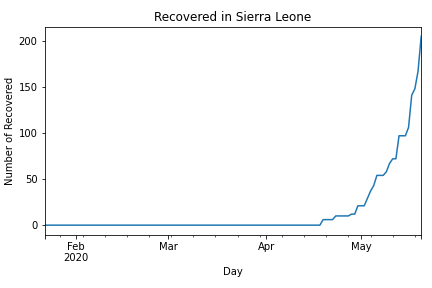 Recovered in Sierra Leone
200
150
100
50
0
Number of Recovered
Feb
2020
Mar
Apr
May
Day